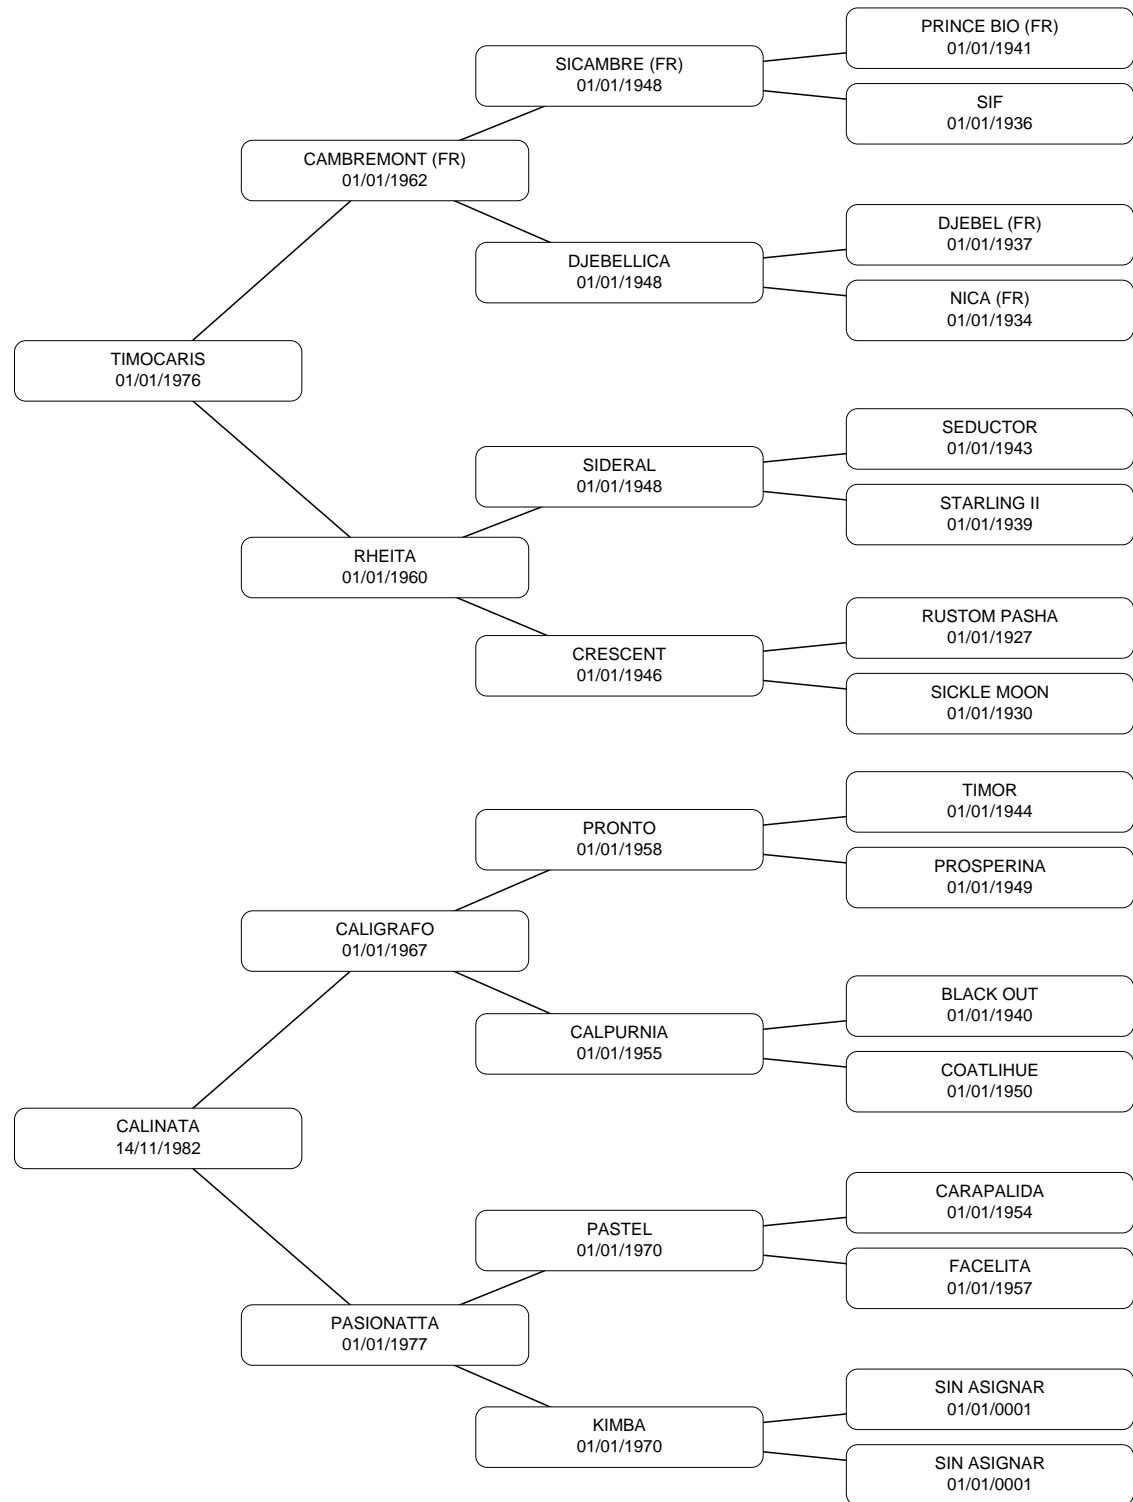 PRINCE BIO (FR)
01/01/1941
SICAMBRE (FR)
01/01/1948
SIF
01/01/1936
CAMBREMONT (FR)
01/01/1962
DJEBEL (FR)
01/01/1937
DJEBELLICA
01/01/1948
NICA (FR)
01/01/1934
TIMOCARIS
01/01/1976
SEDUCTOR
01/01/1943
SIDERAL
01/01/1948
STARLING II
01/01/1939
RHEITA
01/01/1960
RUSTOM PASHA
01/01/1927
CRESCENT
01/01/1946
SICKLE MOON
01/01/1930
TIMOR
01/01/1944
PRONTO
01/01/1958
PROSPERINA
01/01/1949
CALIGRAFO
01/01/1967
BLACK OUT
01/01/1940
CALPURNIA
01/01/1955
COATLIHUE
01/01/1950
CALINATA
14/11/1982
CARAPALIDA
01/01/1954
PASTEL
01/01/1970
FACELITA
01/01/1957
PASIONATTA
01/01/1977
SIN ASIGNAR
01/01/0001
KIMBA
01/01/1970
SIN ASIGNAR
01/01/0001